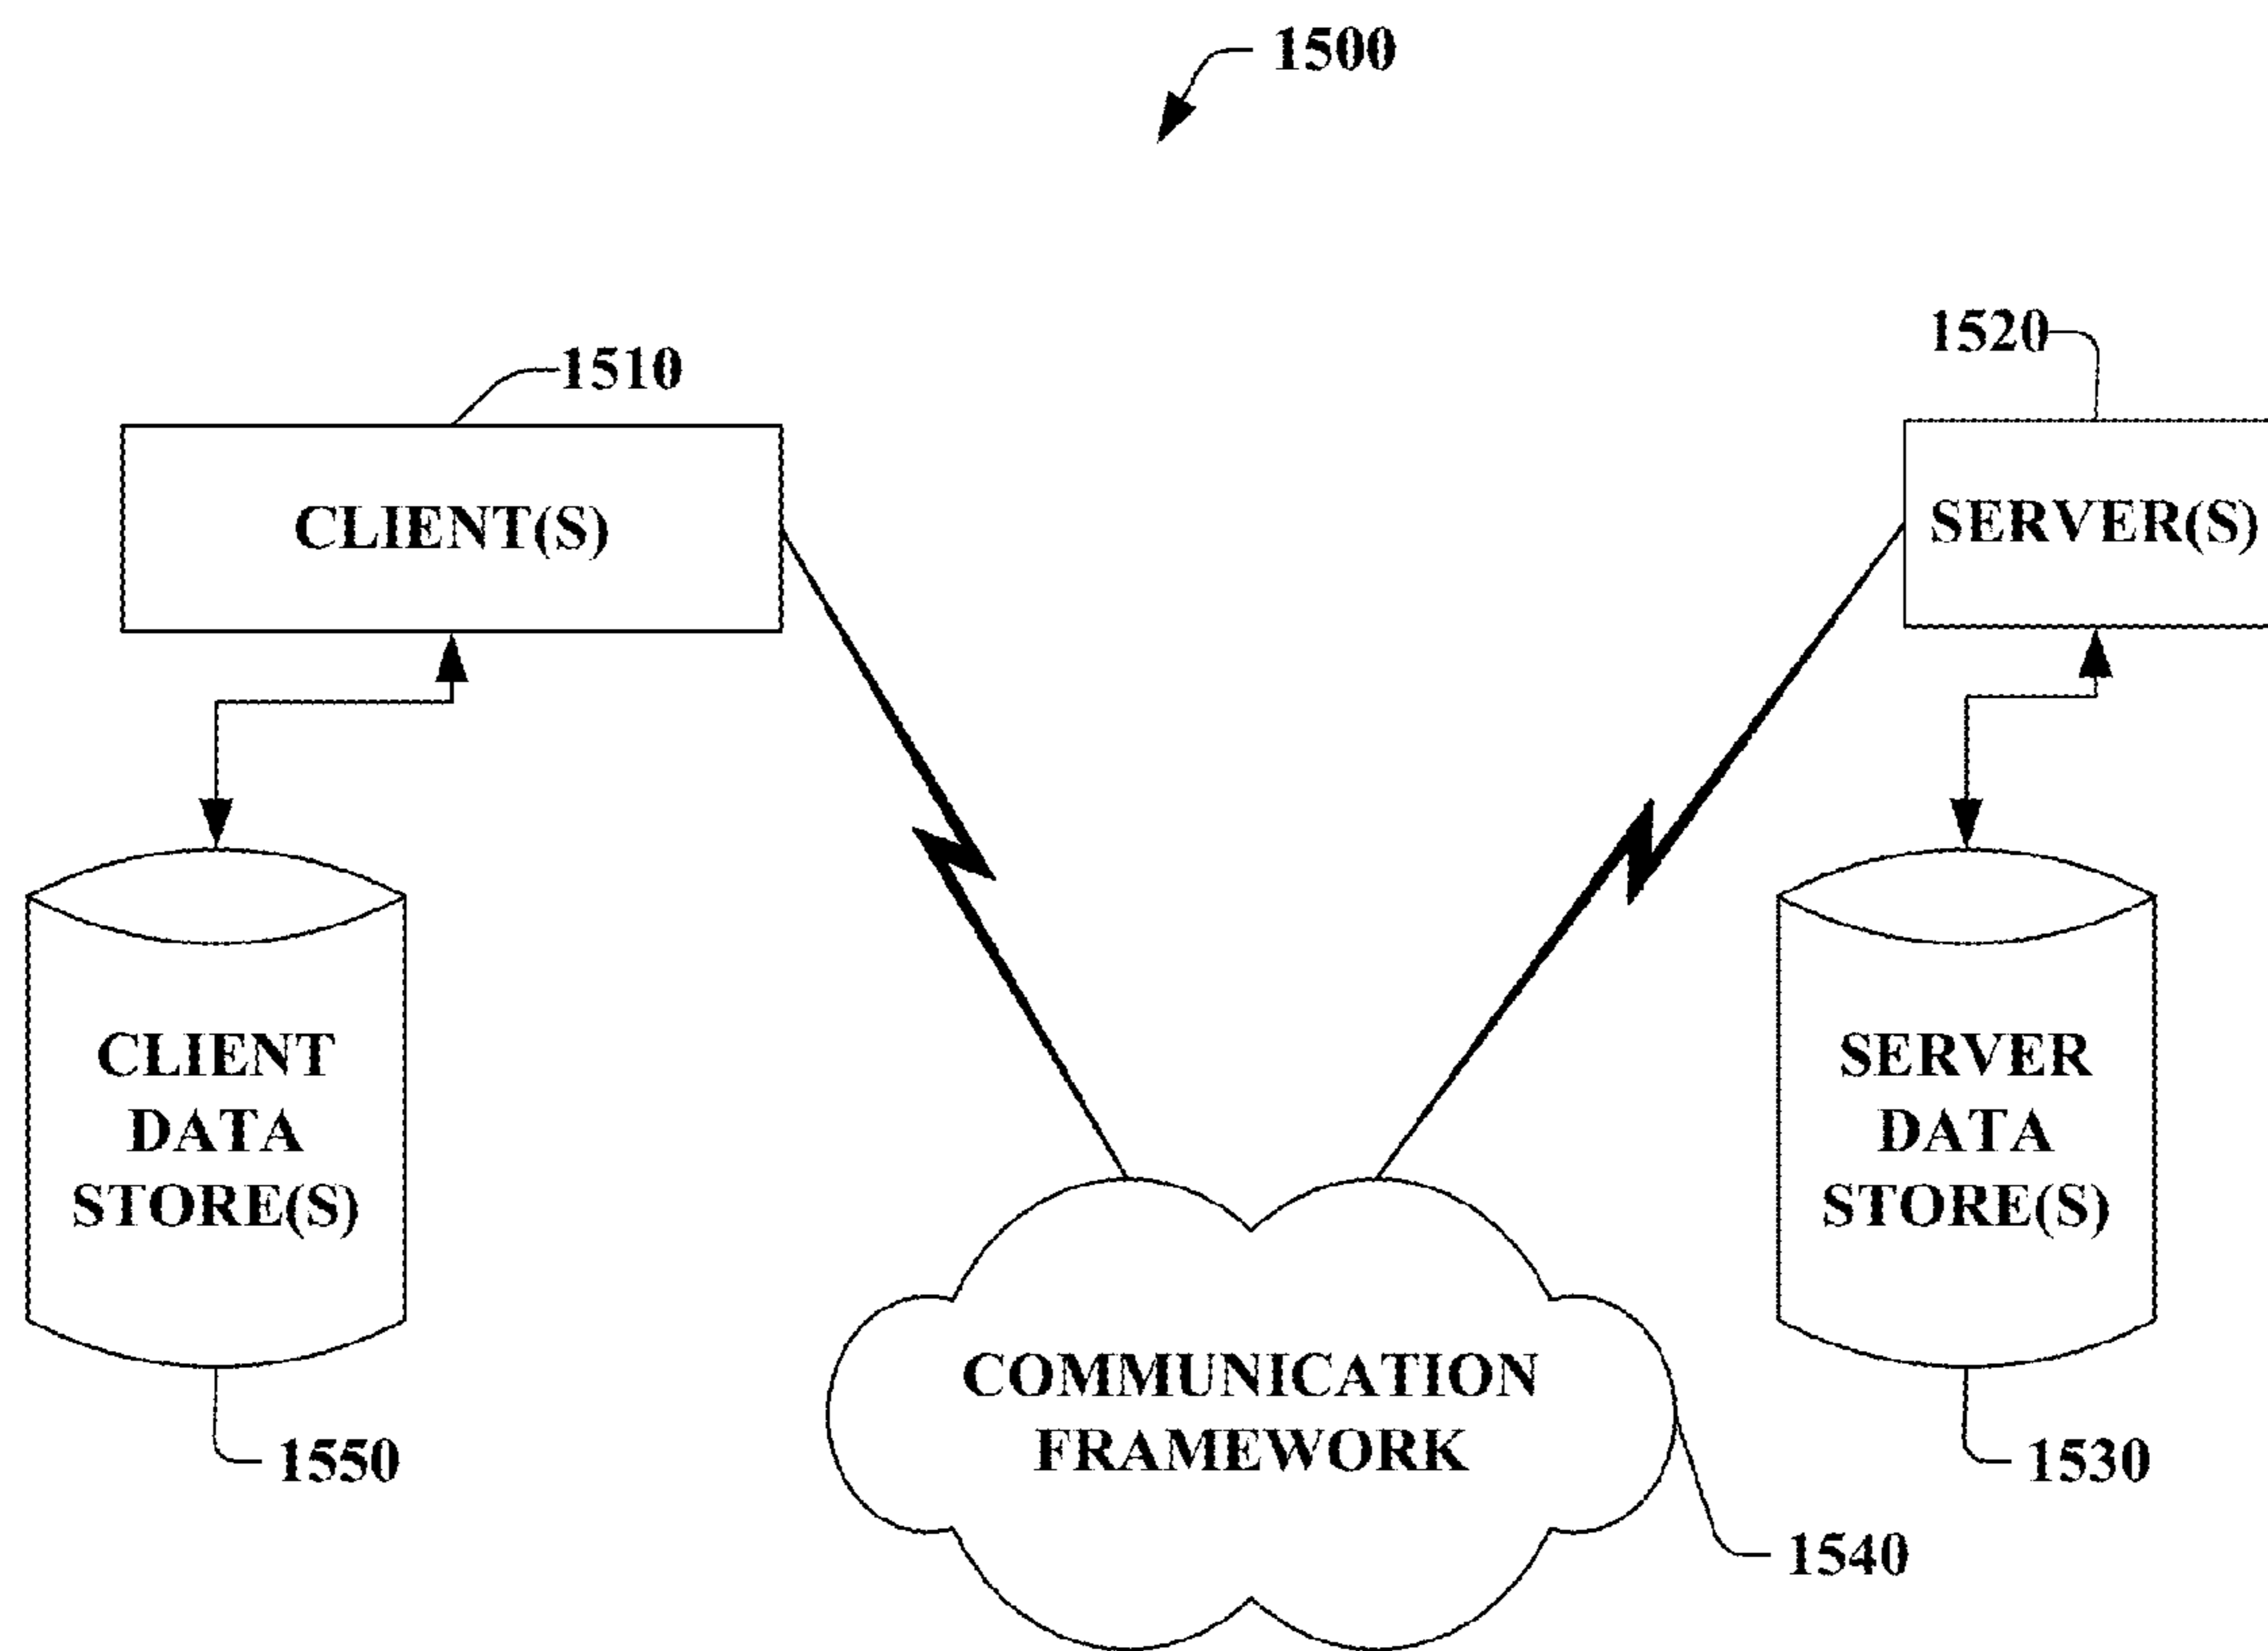 1500
1510
1520
CLIENT(S)
SERVER(S)
CLIENT
DATA
STORE(S)
SERVER
DATA
STORE(S)
COMMUNICATION
FRAMEWORK
1550
1530
1540